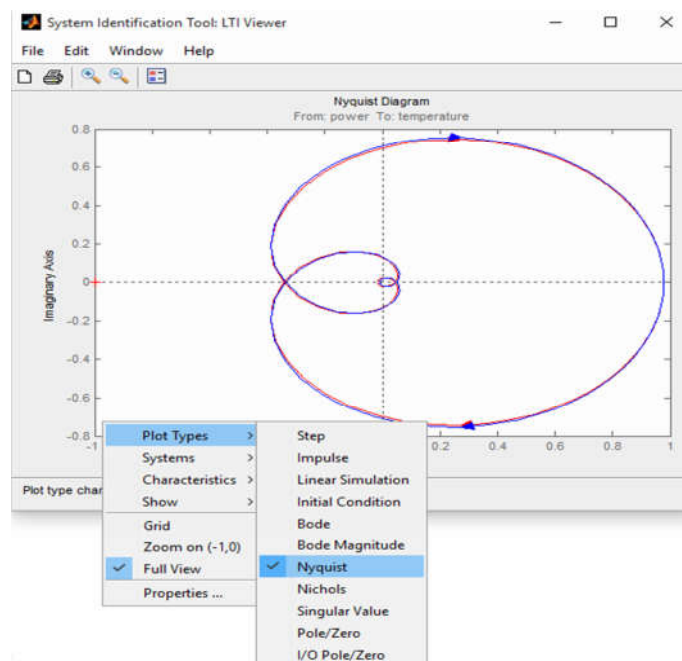 System Identification Tool: LTI Viewer
File Edit Window Help
Nyquist Diagram
From: power To: temperature
Imaginary Axis
0.8
0.6
0.4
0.2
0
-0.2
-0.4
-0.6
-0.8
-1
0.2 0.4 0.6 0.8 1
Plot type char
Plot Types >
Systems >
Characteristics >
Show >
Grid
Zoom on (-1,0)
Full View
Properties ...
Step
Impulse
Linear Simulation
Initial Condition
Bode
Bode Magnitude
Nyquist
Nichols
Singular Value
Pole/Zero
I/O Pole/Zero